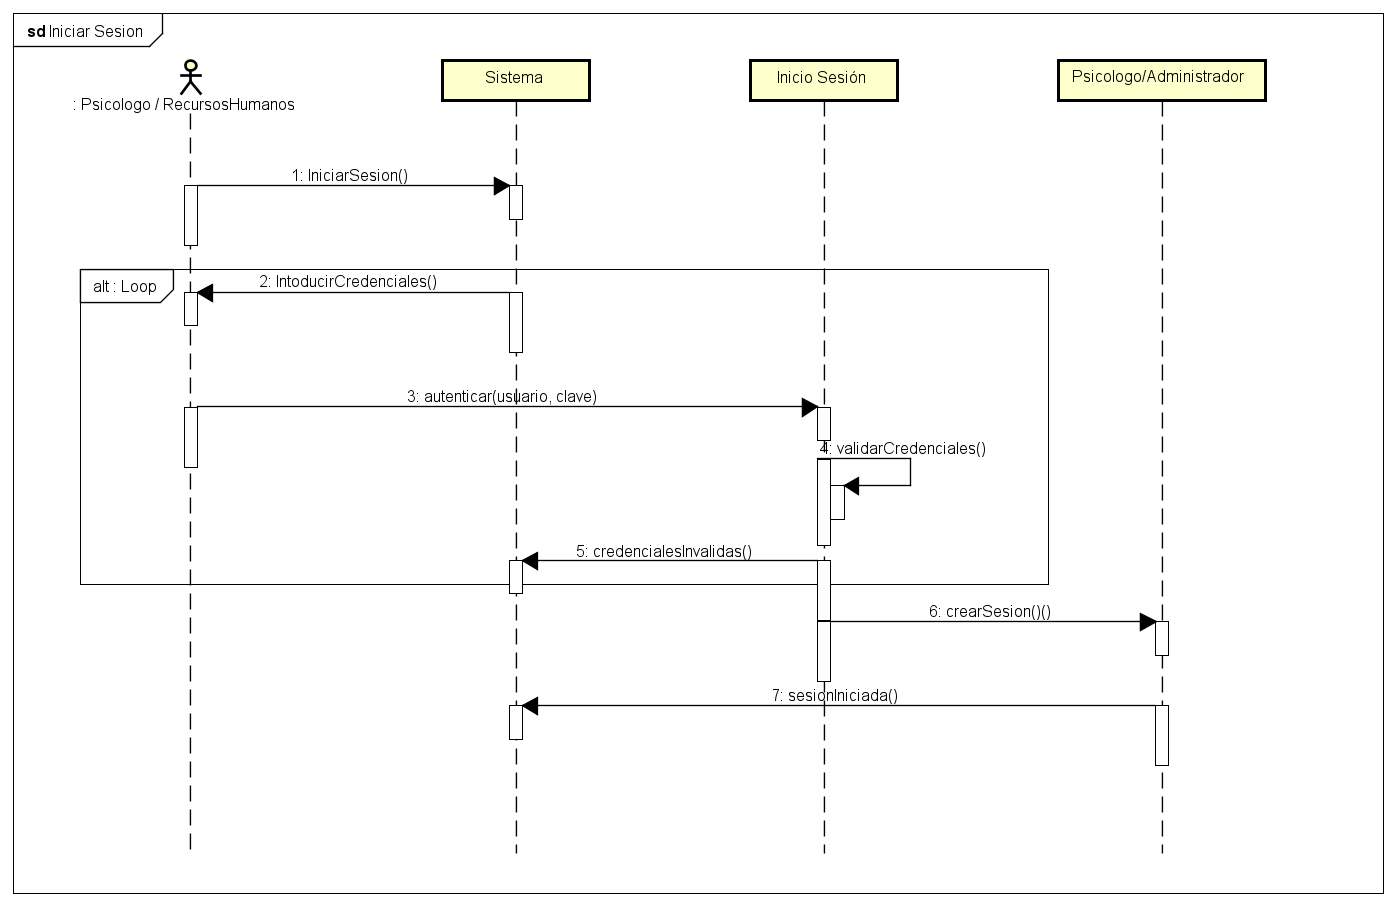 sd Iniciar Sesion
: Psicologo / RecursosHumanos
Sistema
Inicio Sesión
Psicologo/Administrador
1: IniciarSesion()
alt : Loop
2: IntoducirCredenciales()
3: autenticar(usuario, clave)
4: validarCredenciales()
5: credencialesInvalidas()
6: crearSesion()()
7: sesionIniciada()